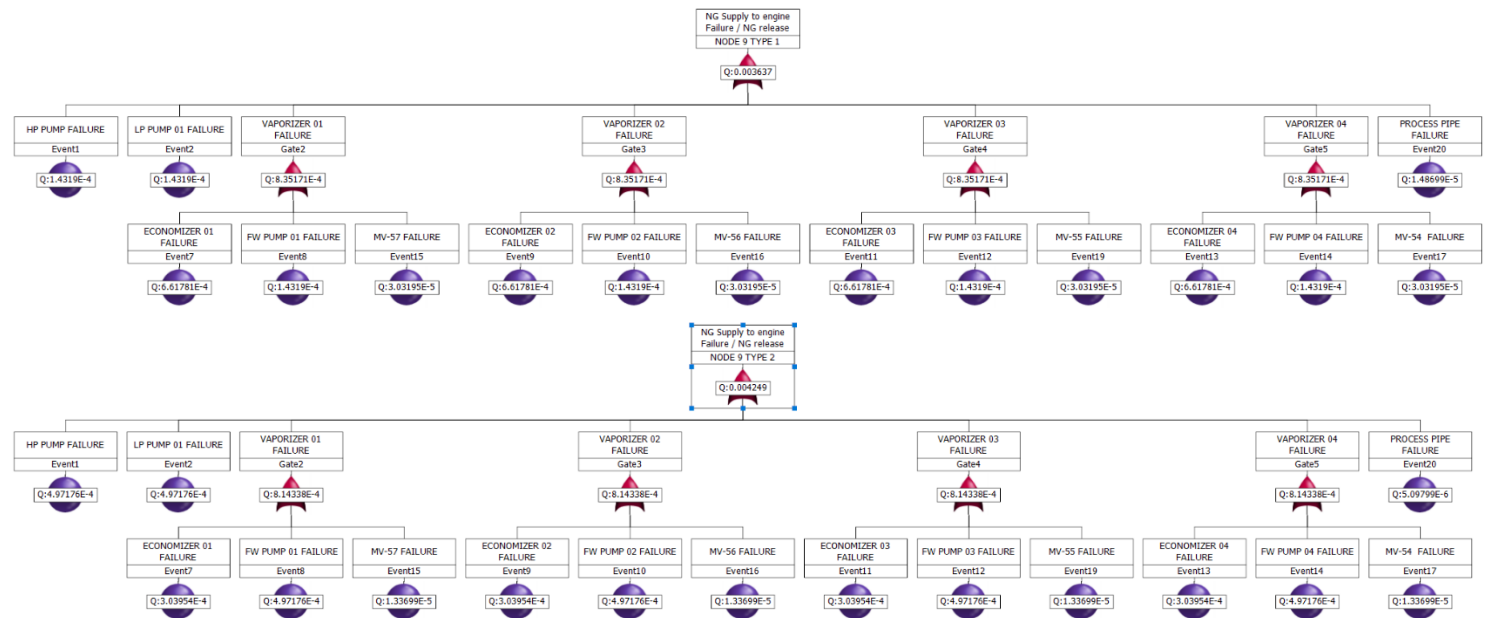 NG Supply to engine
Failure / NG release
NODE 9 TYPE 1
Q:0.003637
HP PUMP FAILURE
Event1
Q:1.4319E-4
LP PUMP 01 FAILURE
Event2
Q:1.4319E-4
VAPORIZER 01
FAILURE
Gate2
Q:8.35171E-4
VAPORIZER 02
FAILURE
Gate3
Q:8.35171E-4
VAPORIZER 03
FAILURE
Gate4
Q:8.35171E-4
VAPORIZER 04
FAILURE
Gate5
Q:8.35171E-4
PROCESS PIPE
FAILURE
Event20
Q:1.48699E-5
ECONOMIZER 01
FAILURE
Event7
Q:6.61781E-4
FW PUMP 01 FAILURE
Event8
Q:1.4319E-4
MV-57 FAILURE
Event15
Q:3.03195E-5
ECONOMIZER 02
FAILURE
Event9
Q:6.61781E-4
FW PUMP 02 FAILURE
Event10
Q:1.4319E-4
MV-56 FAILURE
Event16
Q:3.03195E-5
ECONOMIZER 03
FAILURE
Event11
Q:6.61781E-4
FW PUMP 03 FAILURE
Event12
Q:1.4319E-4
MV-55 FAILURE
Event19
Q:3.03195E-5
ECONOMIZER 04
FAILURE
Event13
Q:6.61781E-4
FW PUMP 04 FAILURE
Event14
Q:1.4319E-4
MV-54 FAILURE
Event17
Q:3.03195E-5
NG Supply to engine
Failure / NG release
NODE 9 TYPE 2
Q:0.004249
HP PUMP FAILURE
Event1
Q:4.97176E-4
LP PUMP 01 FAILURE
Event2
Q:4.97176E-4
VAPORIZER 01
FAILURE
Gate2
Q:8.14338E-4
VAPORIZER 02
FAILURE
Gate3
Q:8.14338E-4
VAPORIZER 03
FAILURE
Gate4
Q:8.14338E-4
VAPORIZER 04
FAILURE
Gate5
Q:8.14338E-4
PROCESS PIPE
FAILURE
Event20
Q:5.09799E-6
ECONOMIZER 01
FAILURE
Event7
Q:3.03954E-4
FW PUMP 01 FAILURE
Event8
Q:4.97176E-4
MV-57 FAILURE
Event15
Q:1.33699E-5
ECONOMIZER 02
FAILURE
Event9
Q:3.03954E-4
FW PUMP 02 FAILURE
Event10
Q:4.97176E-4
MV-56 FAILURE
Event16
Q:1.33699E-5
ECONOMIZER 03
FAILURE
Event11
Q:3.03954E-4
FW PUMP 03 FAILURE
Event12
Q:4.97176E-4
MV-55 FAILURE
Event19
Q:1.33699E-5
ECONOMIZER 04
FAILURE
Event13
Q:3.03954E-4
FW PUMP 04 FAILURE
Event14
Q:4.97176E-4
MV-54 FAILURE
Event17
Q:1.33699E-5